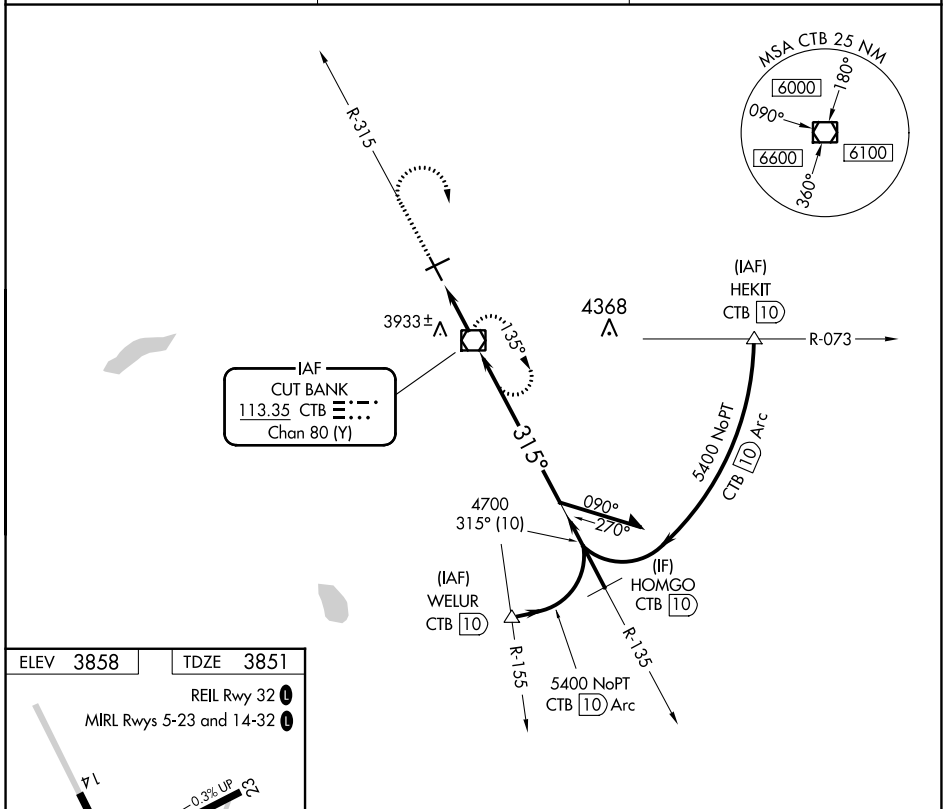 MSA CTB 25 NM
6000
180°
090°
6600
6100
360°
R-315
(IAF)
HEKIT
CTB 10
4368
3933±
135°
R-073
IAF
CUT BANK
113.35 CTB
Chan 80 (Y)
315°
5400 NoPT
CTB 10 Arc
4700
315° (10)
090°
270°
(IAF)
WELUR
CTB 10
(IF)
HOMGO
CTB 10
R-155
R-135
5400 NoPT
CTB 10 Arc
ELEV 3858
TDZE 3851
REIL Rwy 32 L
MIRL Rwys 5-23 and 14-32 L
14
0.3% UP
23